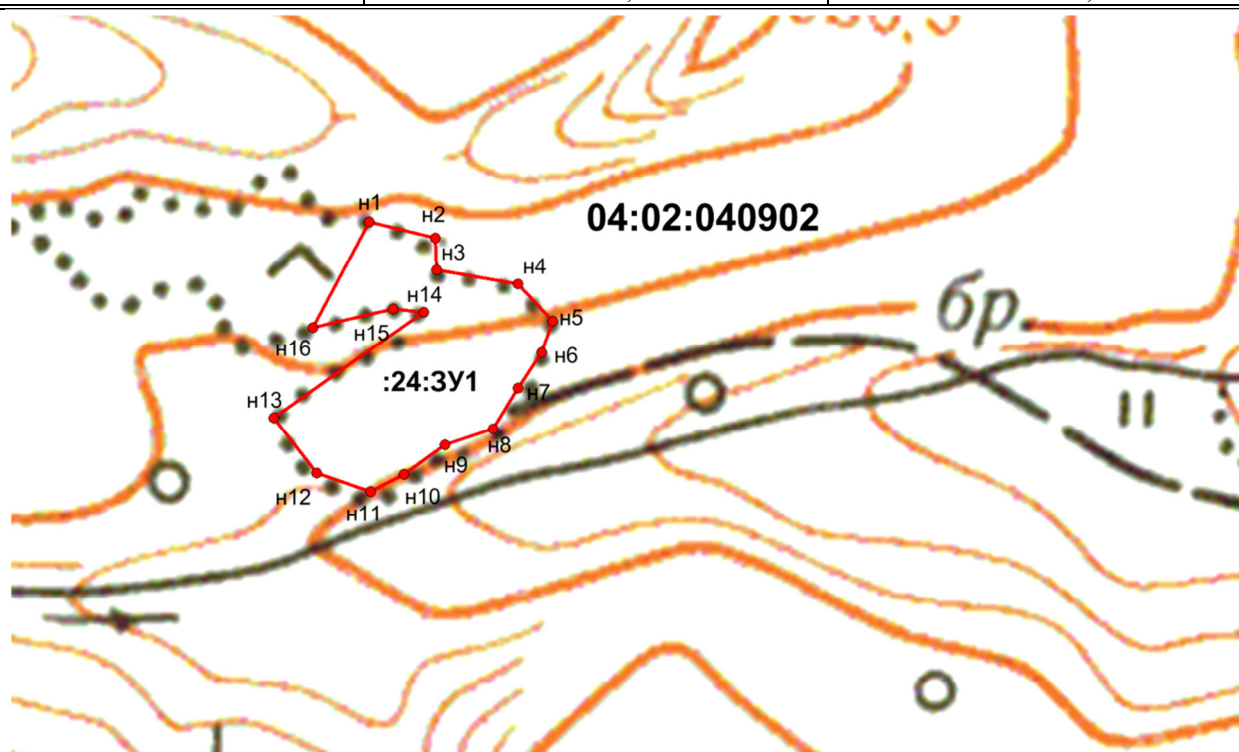 н1
н2
04:02:040902
н3
н4
н14
бр.
н5
н15
н16
н6
:24:ЗУ1
н7
н13
н8
н9
н12
н10
н11